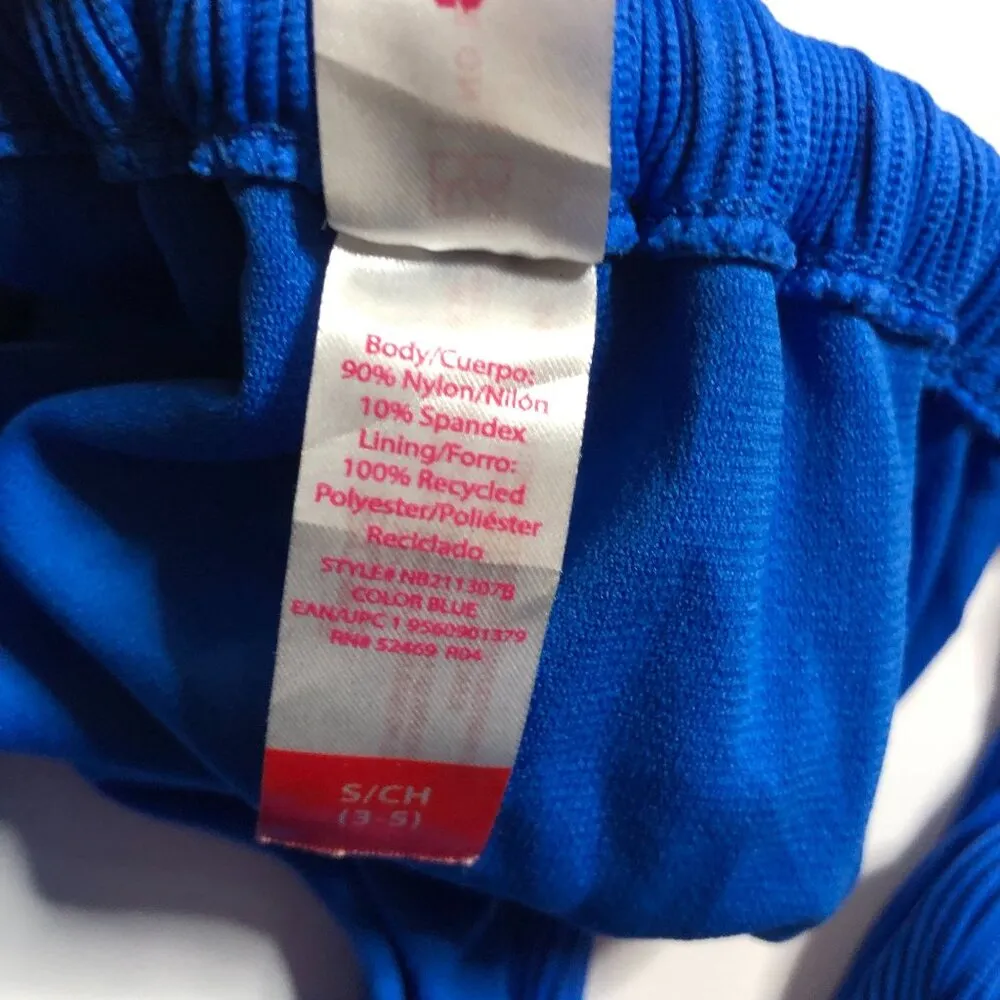 Body/Cuerpo:
90% Nylon/Nilón
10% Spandex
Lining/Forro:
100% Recycled
Polyester/Poliéster
Reciclado
STYLE# NB211307B
COLOR BLUE
EAN/UPC 1 9560901379
RN# 52469 R04
S/CH
(3-5)